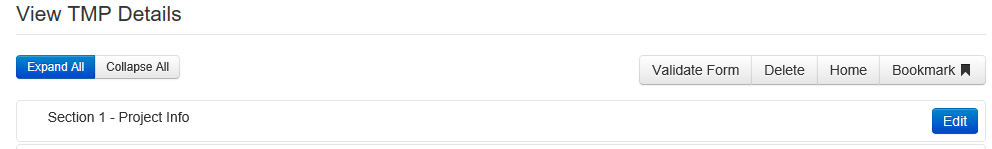 View TMP Details
Expand All Collapse All Validate Form Delete Home Bookmark
Section 1 - Project Info Edit